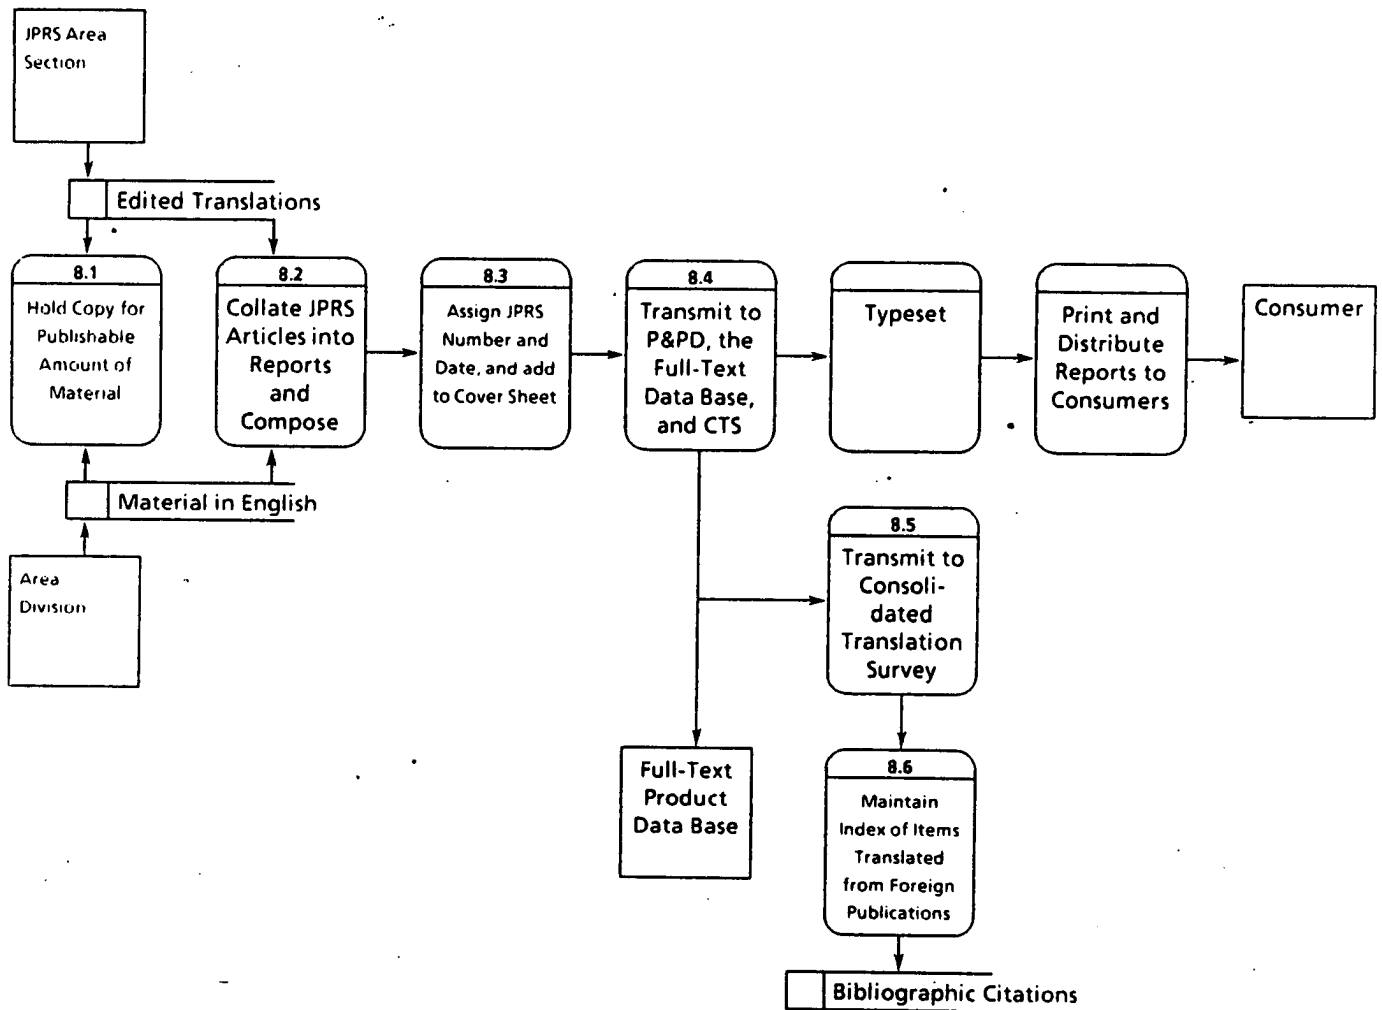 JPRS Area
Section
Edited Translations
8.1
Hold Copy for
Publishable
Amount of
Material
8.2
Collate JPRS
Articles into
Reports
and
Compose
8.3
Assign JPRS
Number and
Date, and add
to Cover Sheet
8.4
Transmit to
P&PD, the
Full-Text
Data Base,
and CTS
Typeset
Print and
Distribute
Reports to
Consumers
Consumer
Material in English
Area
Division
8.5
Transmit to
Consoli-
dated
Translation
Survey
Full-Text
Product
Data Base
8.6
Maintain
Index of Items
Translated
from Foreign
Publications
Bibliographic Citations